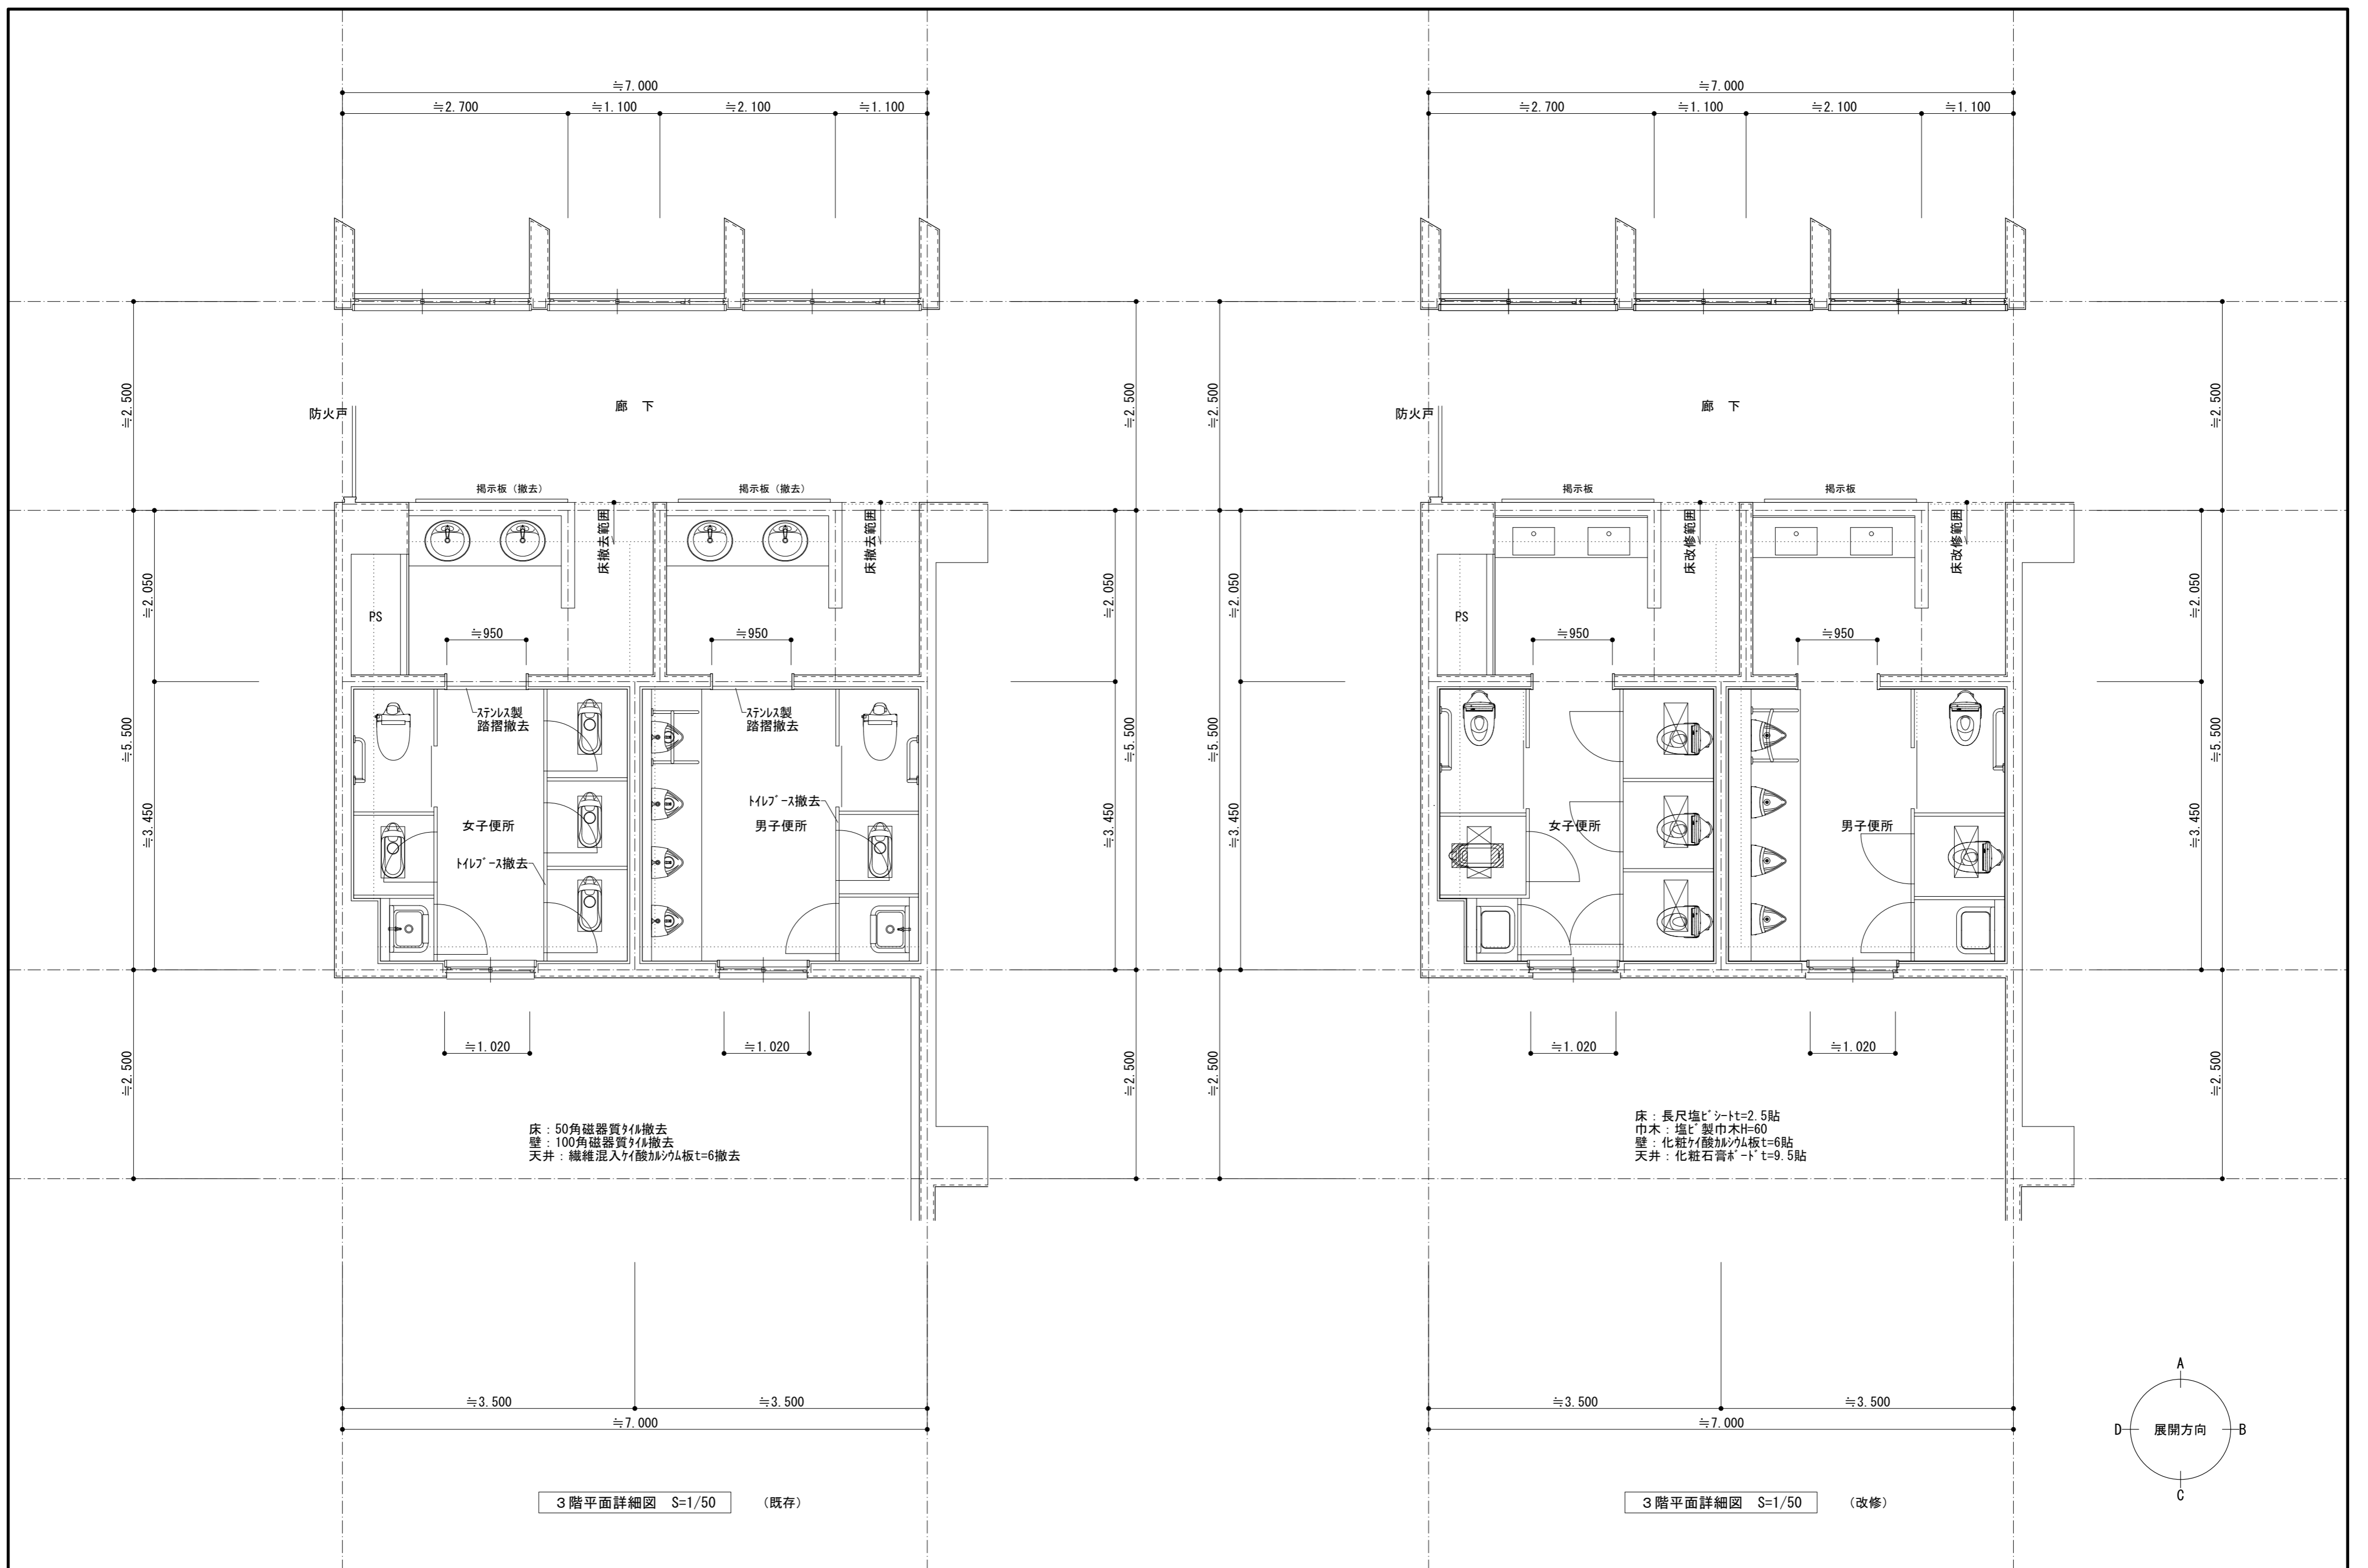 ≒7.000
≒2.700
≒1.100
≒2.100
≒1.100
≒2.500
≒5.500
≒2.500
≒2.050
≒3.450
防火戸
廊 下
掲示板（撤去）
掲示板（撤去）
床撤去範囲
床撤去範囲
PS
≒950
≒950
ｽﾃﾝﾚｽ製
踏摺撤去
ｽﾃﾝﾚｽ製
踏摺撤去
女子便所
ﾄｲﾚﾌﾞｰｽ撤去
男子便所
ﾄｲﾚﾌﾞｰｽ撤去
≒1.020
≒1.020
≒2.500
≒5.500
≒2.500
≒2.050
≒3.450
床：50角磁器質ﾀｲﾙ撤去
壁：100角磁器質ﾀｲﾙ撤去
天井：繊維混入ｹｲ酸ｶﾙｼｳﾑ板t=6撤去
≒3.500
≒3.500
≒7.000
３階平面詳細図 S=1/50
（既存）
≒7.000
≒2.700
≒1.100
≒2.100
≒1.100
≒2.500
≒5.500
≒2.500
≒2.050
≒3.450
防火戸
廊 下
掲示板
掲示板
床改修範囲
床改修範囲
PS
≒950
≒950
女子便所
男子便所
≒1.020
≒1.020
≒2.500
≒5.500
≒2.500
≒2.050
≒3.450
床：長尺塩ﾋﾞｼｰﾄt=2.5貼
巾木：塩ﾋﾞ製巾木H=60
壁：化粧ｹｲ酸ｶﾙｼｳﾑ板t=6貼
天井：化粧石膏ﾎﾞｰﾄﾞt=9.5貼
≒3.500
≒3.500
≒7.000
３階平面詳細図 S=1/50
（改修）
A
D
展開方向
B
C